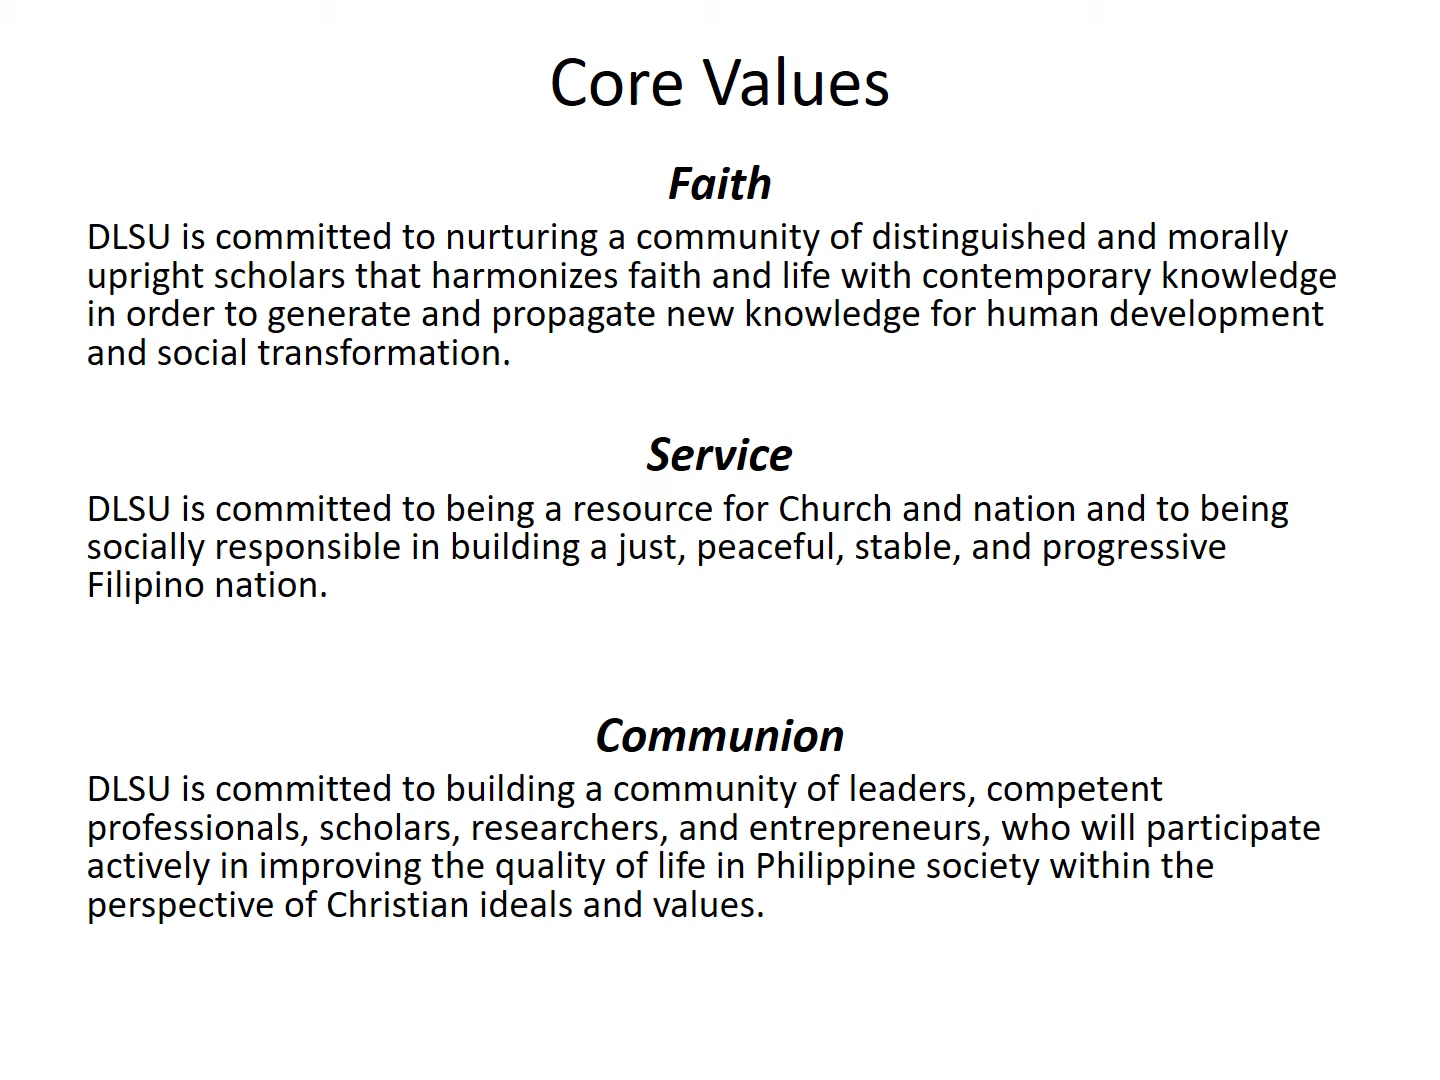 Core Values
Faith
DLSU is committed to nurturing a community of distinguished and morally
upright scholars that harmonizes faith and life with contemporary knowledge
in order to generate and propagate new knowledge for human development
and social transformation.
Service
DLSU is committed to being a resource for Church and nation and to being
socially responsible in building a just, peaceful, stable, and progressive
Filipino nation.
Communion
DLSU is committed to building a community of leaders, competent
professionals, scholars, researchers, and entrepreneurs, who will participate
actively in improving the quality of life in Philippine society within the
perspective of Christian ideals and values.